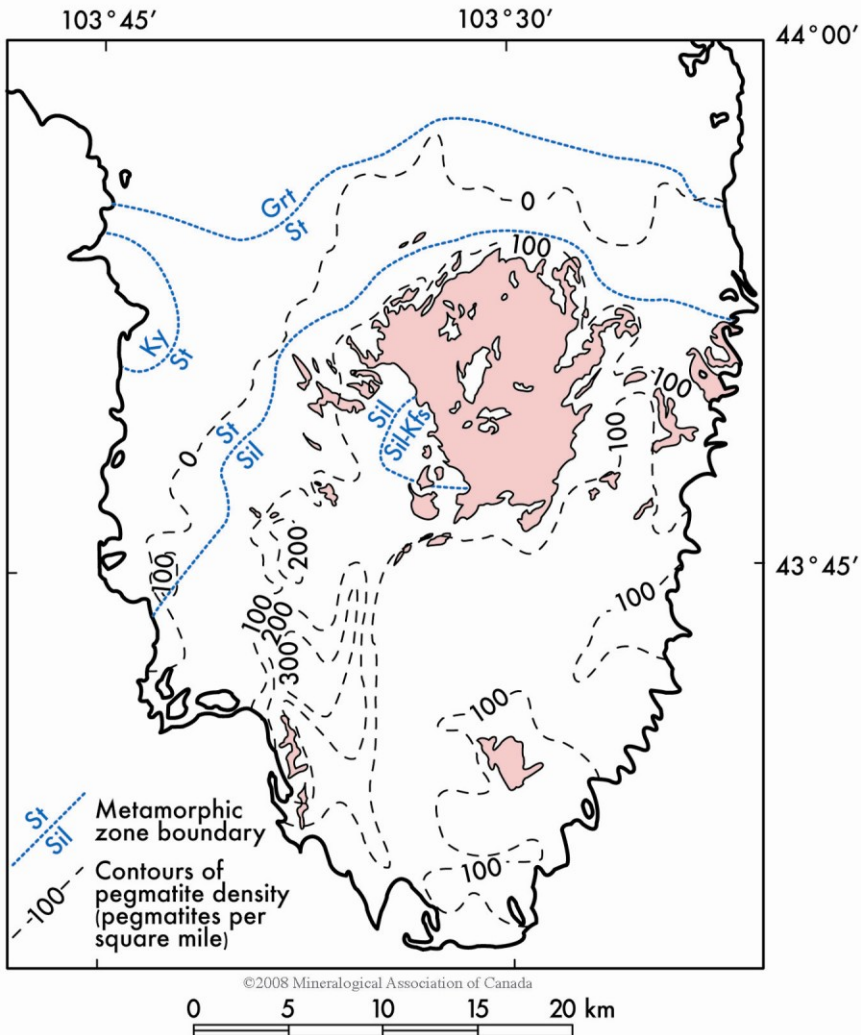 103°45′ 103°30′
44°00′
Grt
St
0
100
Ky
St
100
Sil
Sil-Kfs
St
Sil
100
0
200
100
43°45′
100
100
200
300
100
St
Sil
Metamorphic
zone boundary
100
Contours of
pegmatite density
(pegmatites per
square mile)
100
©2008 Mineralogical Association of Canada
0 5 10 15 20 km